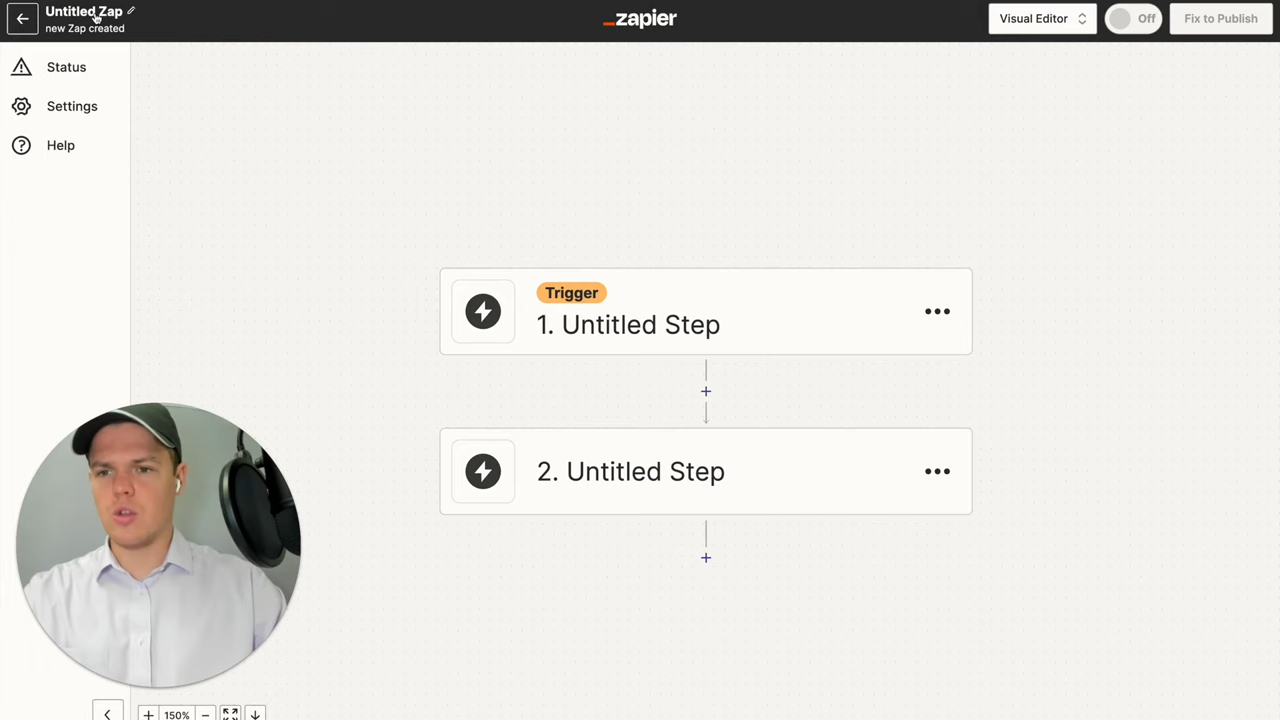 Untitled Zap
new Zap created
_zapier
Visual Editor
Off
Fix to Publish
Status
Settings
Help
Trigger
1. Untitled Step
+
2. Untitled Step
+
+ 150% −